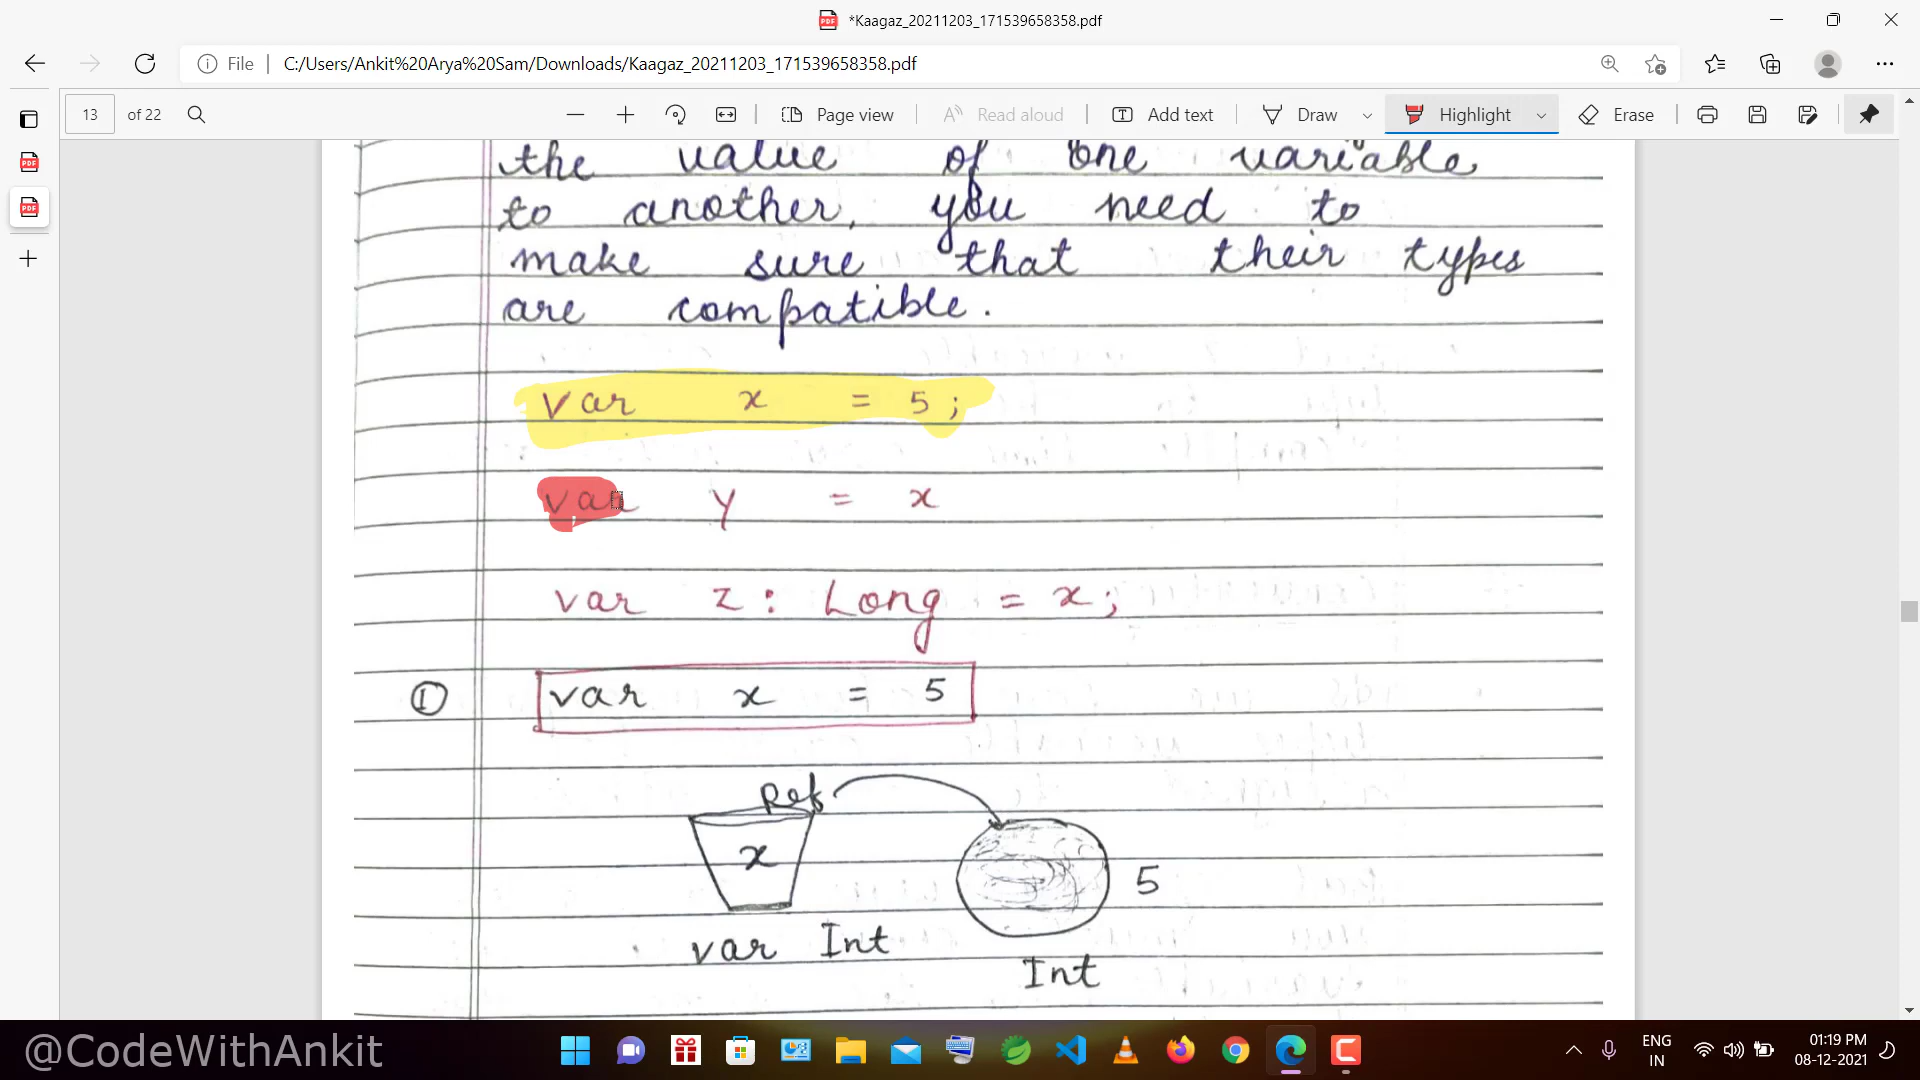 *Kaagaz_20211203_171539658358.pdf
File
C:/Users/Ankit%20Arya%20Sam/Downloads/Kaagaz_20211203_171539658358.pdf
13 of 22 Page view Read aloud Add text Draw Highlight Erase
the value of one variable
to another, you need to
make sure that their types
are compatible.
var x = 5;
var y = x
var z : Long = x;
① var x = 5
Ref
x
5
var Int
Int
@CodeWithAnkit
ENG
IN
01:19 PM
08-12-2021